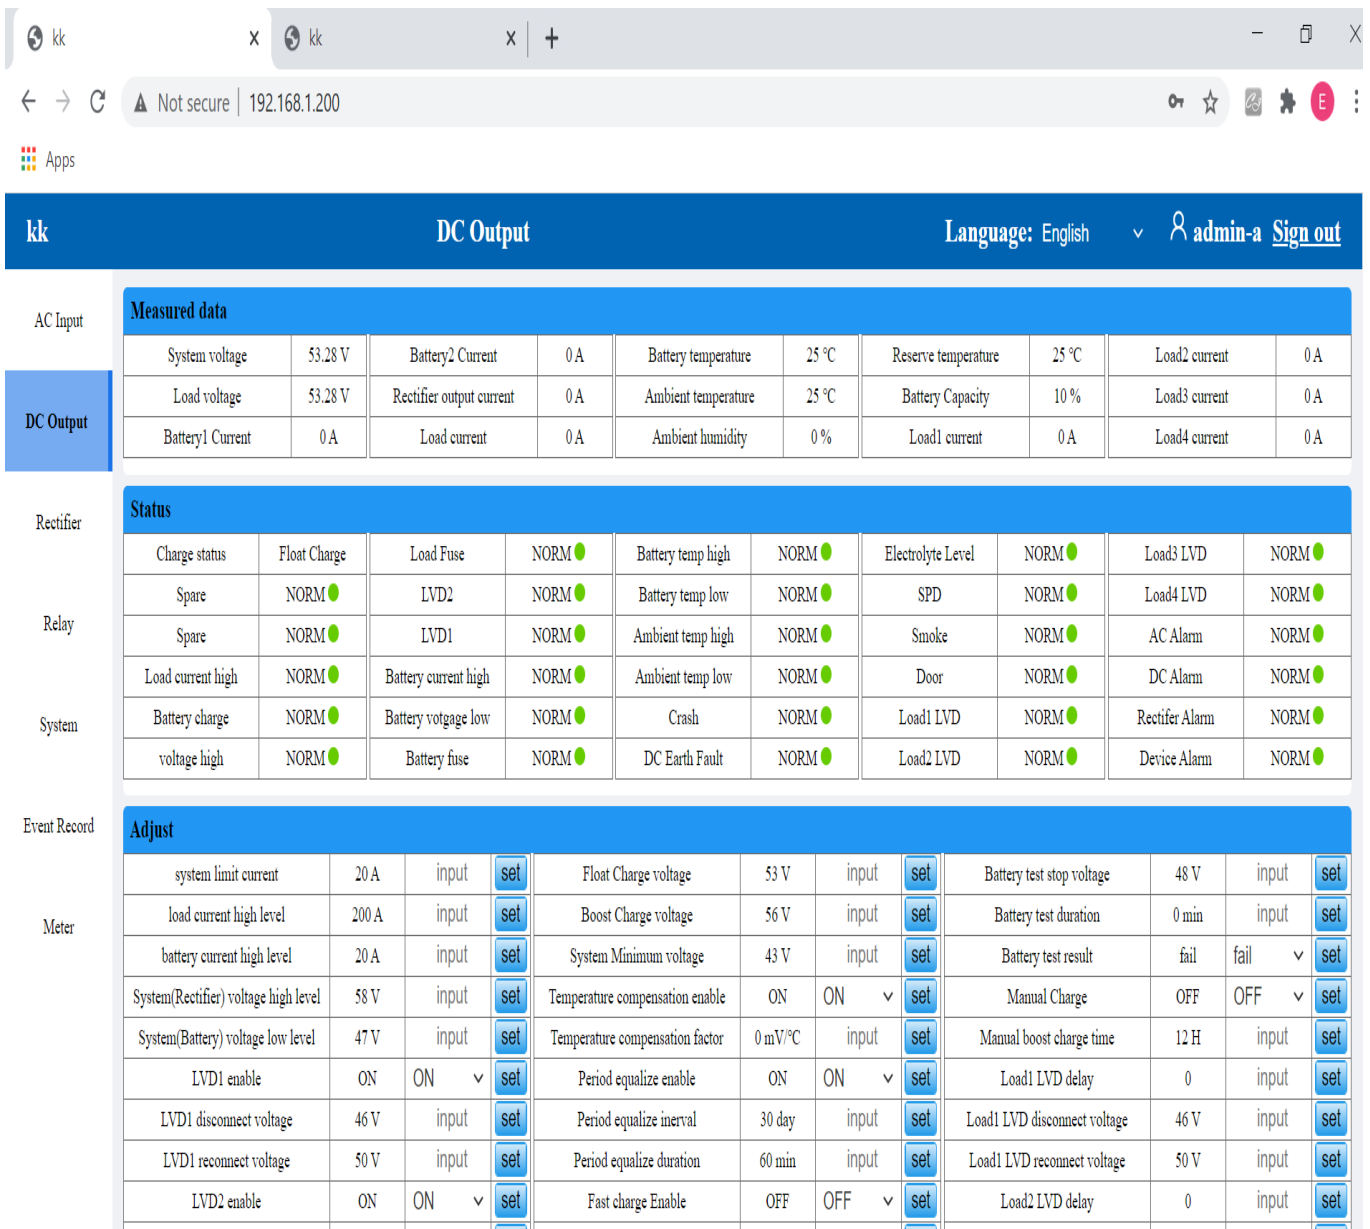 kk kk
Not secure 192.168.1.200 E
Apps
kk DC Output Language: English admin-a Sign out
AC Input
DC Output
Rectifier
Relay
System
Event Record
Meter
Measured data
System voltage 53.28 V Battery2 Current 0 A Battery temperature 25 ℃ Reserve temperature 25 ℃ Load2 current 0 A
Load voltage 53.28 V Rectifier output current 0 A Ambient temperature 25 ℃ Battery Capacity 10 % Load3 current 0 A
Battery1 Current 0 A Load current 0 A Ambient humidity 0 % Load1 current 0 A Load4 current 0 A
Status
Charge status Float Charge Load Fuse NORM Battery temp high NORM Electrolyte Level NORM Load3 LVD NORM
Spare NORM LVD2 NORM Battery temp low NORM SPD NORM Load4 LVD NORM
Spare NORM LVD1 NORM Ambient temp high NORM Smoke NORM AC Alarm NORM
Load current high NORM Battery current high NORM Ambient temp low NORM Door NORM DC Alarm NORM
Battery charge NORM Battery votgage low NORM Crash NORM Load1 LVD NORM Rectifer Alarm NORM
voltage high NORM Battery fuse NORM DC Earth Fault NORM Load2 LVD NORM Device Alarm NORM
Adjust
system limit current 20 A input set Float Charge voltage 53 V input set Battery test stop voltage 48 V input set
load current high level 200 A input set Boost Charge voltage 56 V input set Battery test duration 0 min input set
battery current high level 20 A input set System Minimum voltage 43 V input set Battery test result fail fail set
System(Rectifier) voltage high level 58 V input set Temperature compensation enable ON ON set Manual Charge OFF OFF set
System(Battery) voltage low level 47 V input set Temperature compensation factor 0 mV/℃ input set Manual boost charge time 12 H input set
LVD1 enable ON ON set Period equalize enable ON ON set Load1 LVD delay 0 input set
LVD1 disconnect voltage 46 V input set Period equalize inerval 30 day input set Load1 LVD disconnect voltage 46 V input set
LVD1 reconnect voltage 50 V input set Period equalize duration 60 min input set Load1 LVD reconnect voltage 50 V input set
LVD2 enable ON ON set Fast charge Enable OFF OFF set Load2 LVD delay 0 input set